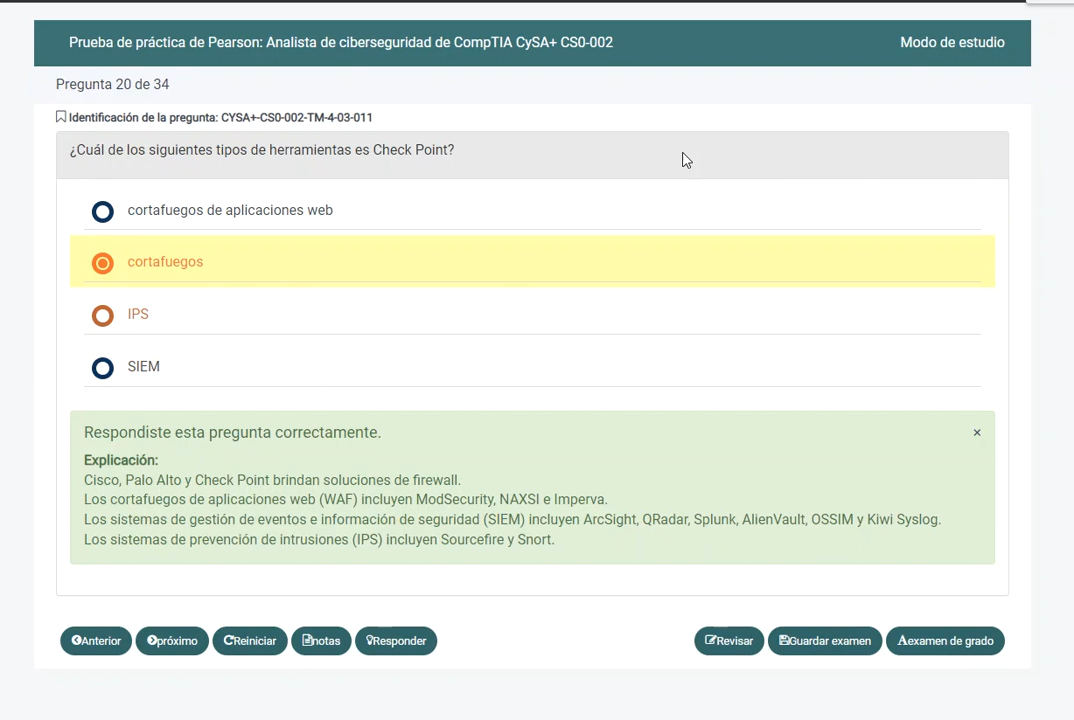 Prueba de práctica de Pearson: Analista de ciberseguridad de CompTIA CySA+ CS0-002
Modo de estudio
Pregunta 20 de 34
Identificación de la pregunta: CYSA+-CS0-002-TM-4-03-011
¿Cuál de los siguientes tipos de herramientas es Check Point?
cortafuegos de aplicaciones web
cortafuegos
IPS
SIEM
Respondiste esta pregunta correctamente.
×
Explicación:
Cisco, Palo Alto y Check Point brindan soluciones de firewall.
Los cortafuegos de aplicaciones web (WAF) incluyen ModSecurity, NAXSI e Imperva.
Los sistemas de gestión de eventos e información de seguridad (SIEM) incluyen ArcSight, QRadar, Splunk, AlienVault, OSSIM y Kiwi Syslog.
Los sistemas de prevención de intrusiones (IPS) incluyen Sourcefire y Snort.
Anterior próximo Reiniciar notas Responder Revisar Guardar examen examen de grado